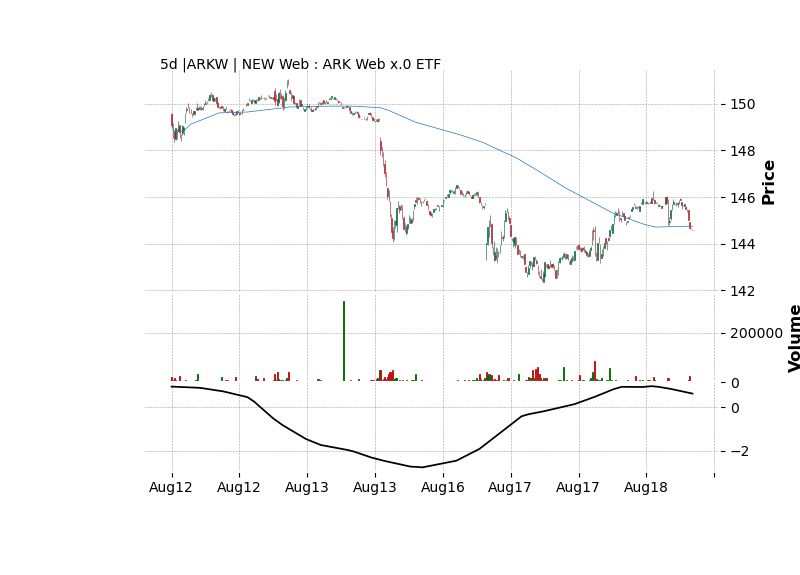 5d |ARKW | NEW Web : ARK Web x.0 ETF
150
148
146
144
142
Price
200000
0
Volume
0
−2
Aug12 Aug12 Aug13 Aug13 Aug16 Aug17 Aug17 Aug18